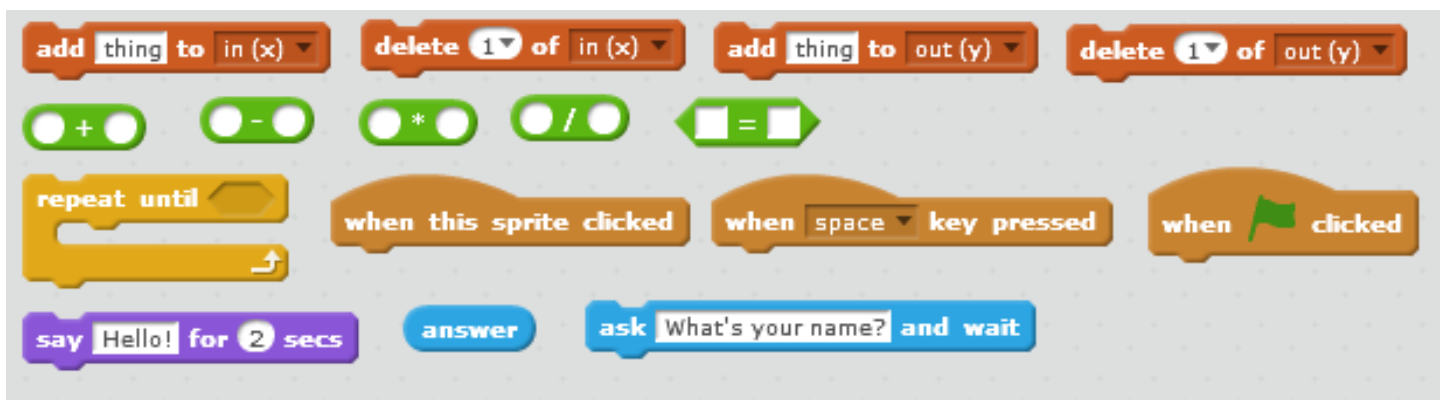 add thing to in (x) delete 1 of in (x) add thing to out (y) delete 1 of out (y)
+ - * / =
repeat until when this sprite clicked when space key pressed when clicked
say Hello! for 2 secs answer ask What's your name? and wait